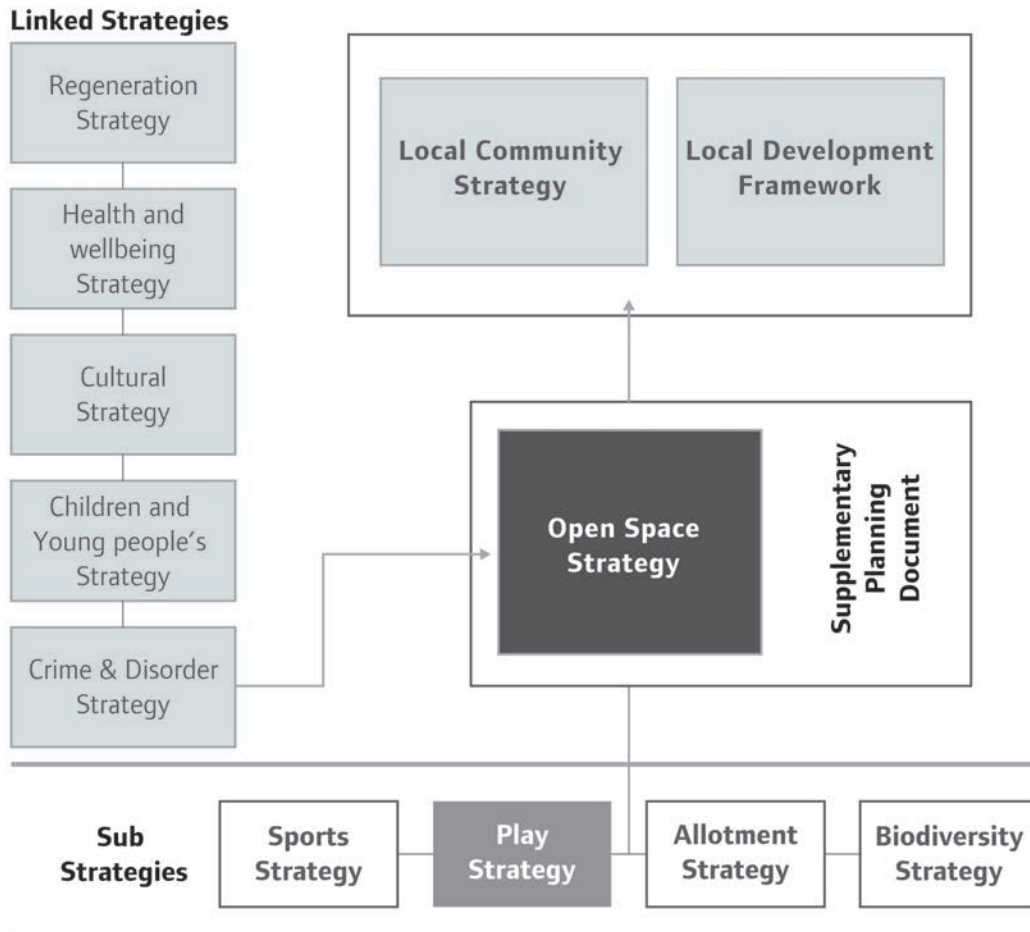 Linked Strategies
Regeneration
Strategy
Health and
wellbeing
Strategy
Cultural
Strategy
Children and
Young people's
Strategy
Crime & Disorder
Strategy
Local Community
Strategy
Local Development
Framework
Open Space
Strategy
Supplementary
Planning
Document
Sub
Strategies
Sports
Strategy
Play
Strategy
Allotment
Strategy
Biodiversity
Strategy